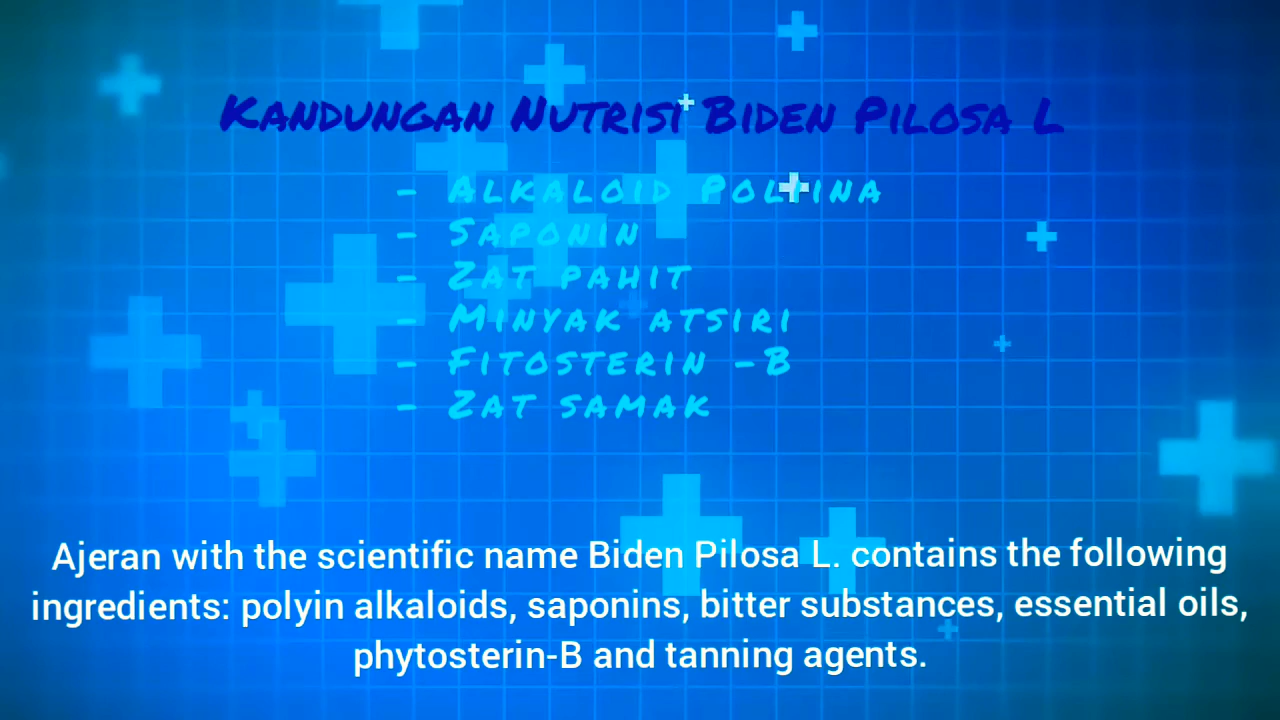 Kandungan Nutrisi Biden Pilosa L
- Alkaloid Poliina
- Saponin
- Zat pahit
- Minyak atsiri
- Fitosterin -B
- Zat samak
Ajeran with the scientific name Biden Pilosa L. contains the following
ingredients: polyin alkaloids, saponins, bitter substances, essential oils,
phytosterin-B and tanning agents.